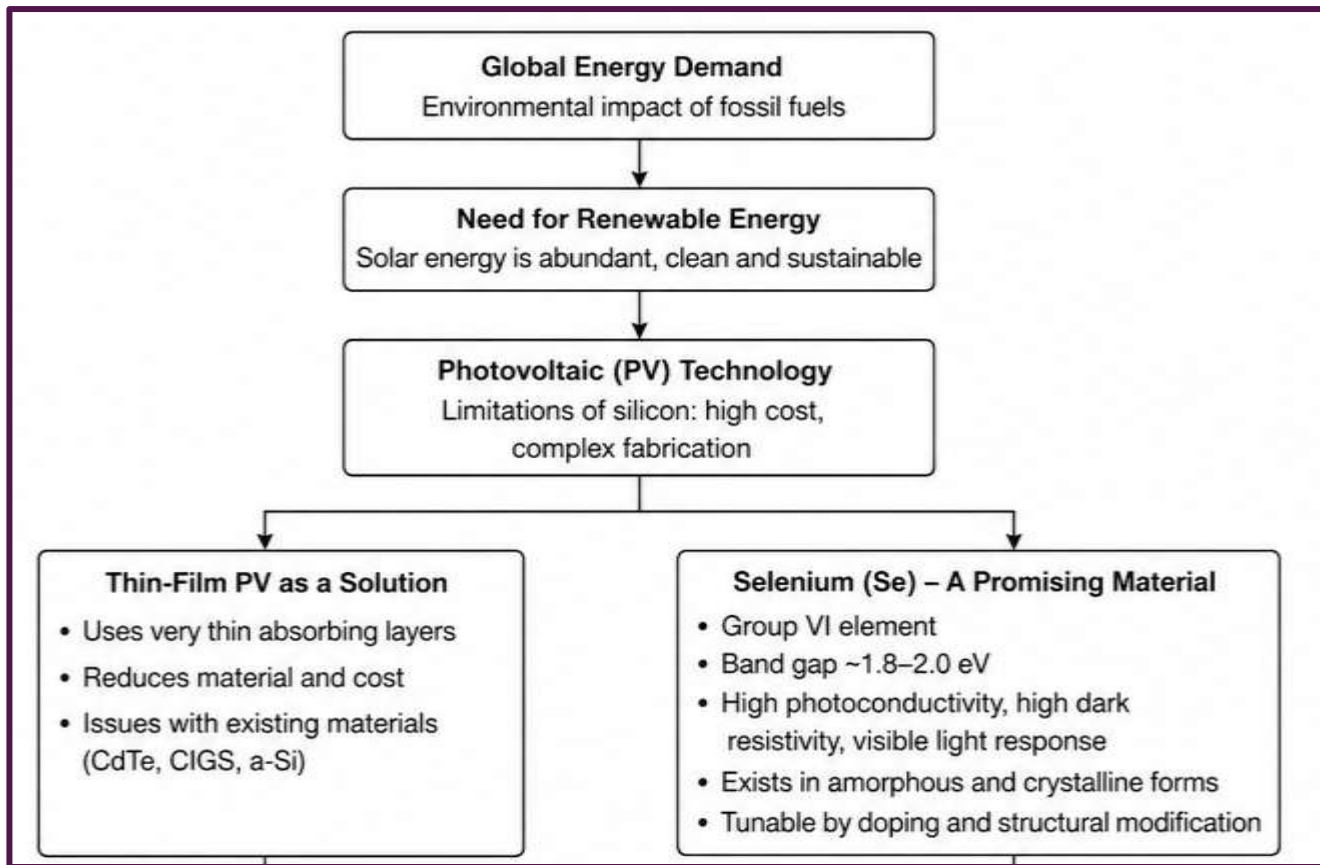 Global Energy Demand
Environmental impact of fossil fuels
Need for Renewable Energy
Solar energy is abundant, clean and sustainable
Photovoltaic (PV) Technology
Limitations of silicon: high cost,
complex fabrication
Thin-Film PV as a Solution
• Uses very thin absorbing layers
• Reduces material and cost
• Issues with existing materials
(CdTe, CIGS, a-Si)
Selenium (Se) – A Promising Material
• Group VI element
• Band gap ~1.8–2.0 eV
• High photoconductivity, high dark
resistivity, visible light response
• Exists in amorphous and crystalline forms
• Tunable by doping and structural modification